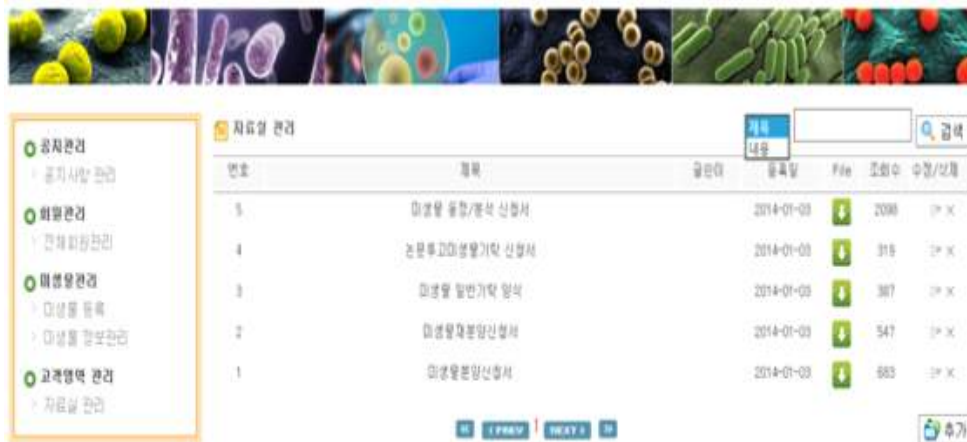 공지관리
공지사항 관리
회원관리
전체회원관리
미생물관리
미생물 등록
미생물 정보관리
고객영역 관리
자료실 관리
자료실 관리
제목
내용
검색
번호 제목 글쓴이 등록일 File 조회수 수정/삭제
5 미생물 동정/분석 신청서 2014-01-03 2098
4 논문투고미생물기탁 신청서 2014-01-03 319
3 미생물 일반기탁 양식 2014-01-03 387
2 미생물재분양신청서 2014-01-03 547
1 미생물분양신청서 2014-01-03 683
PREV 1 NEXT
추가